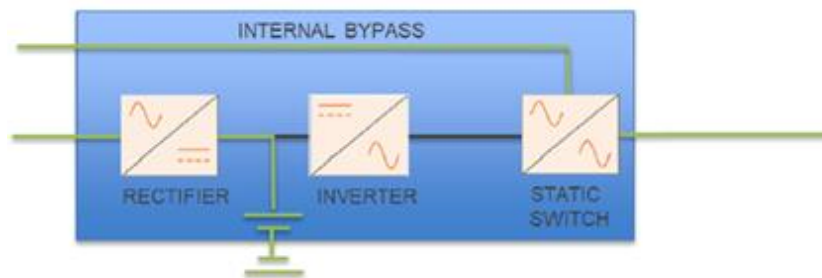 INTERNAL BYPASS
RECTIFIER
INVERTER
STATIC
SWITCH